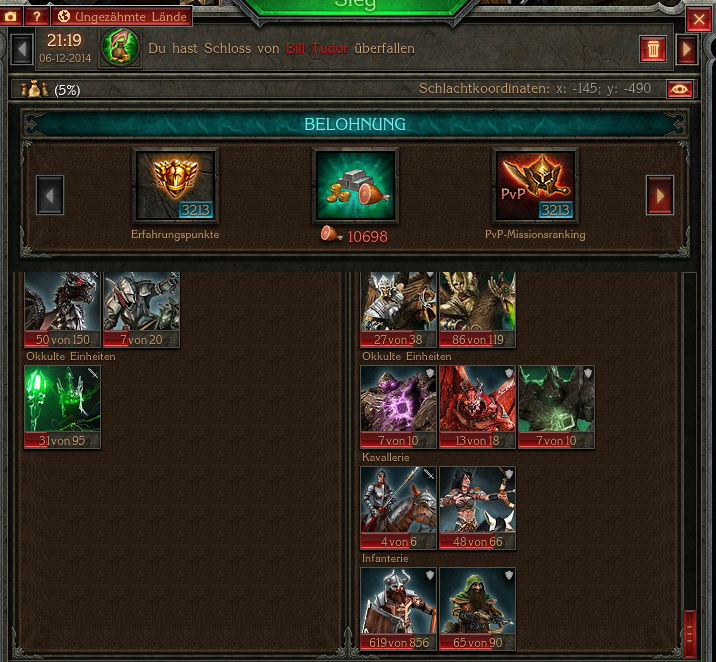 Sieg
? Ungezähmte Lände
21:19
06-12-2014
Du hast Schloss von Bill Tudor überfallen
(5%)
Schlachtkoordinaten: x: -145; y: -490
BELOHNUNG
3213
PvP
3213
Erfahrungspunkte
10698
PvP-Missionsranking
50 von 150
7 von 20
27 von 38
86 von 119
Okkulte Einheiten
Okkulte Einheiten
31 von 95
7 von 10
13 von 18
7 von 10
Kavallerie
4 von 6
48 von 66
Infanterie
619 von 856
65 von 90